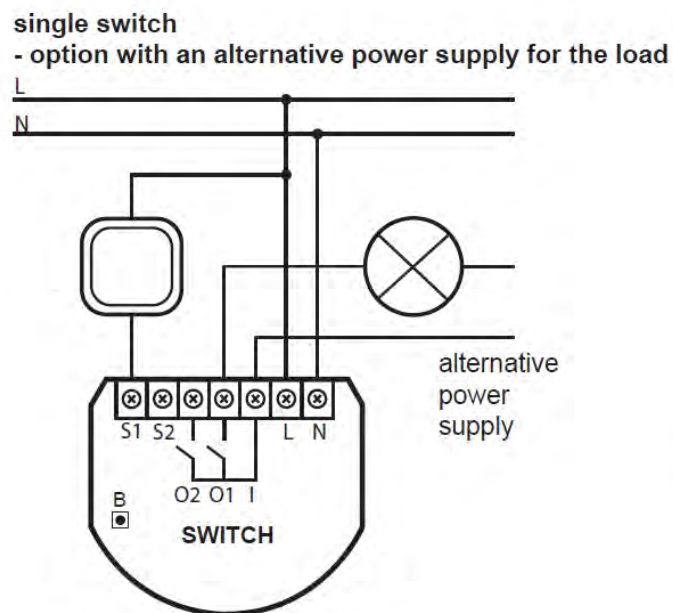 single switch
- option with an alternative power supply for the load
L
N
alternative
power
supply
S1 S2 L N
O2 O1 I
B
SWITCH